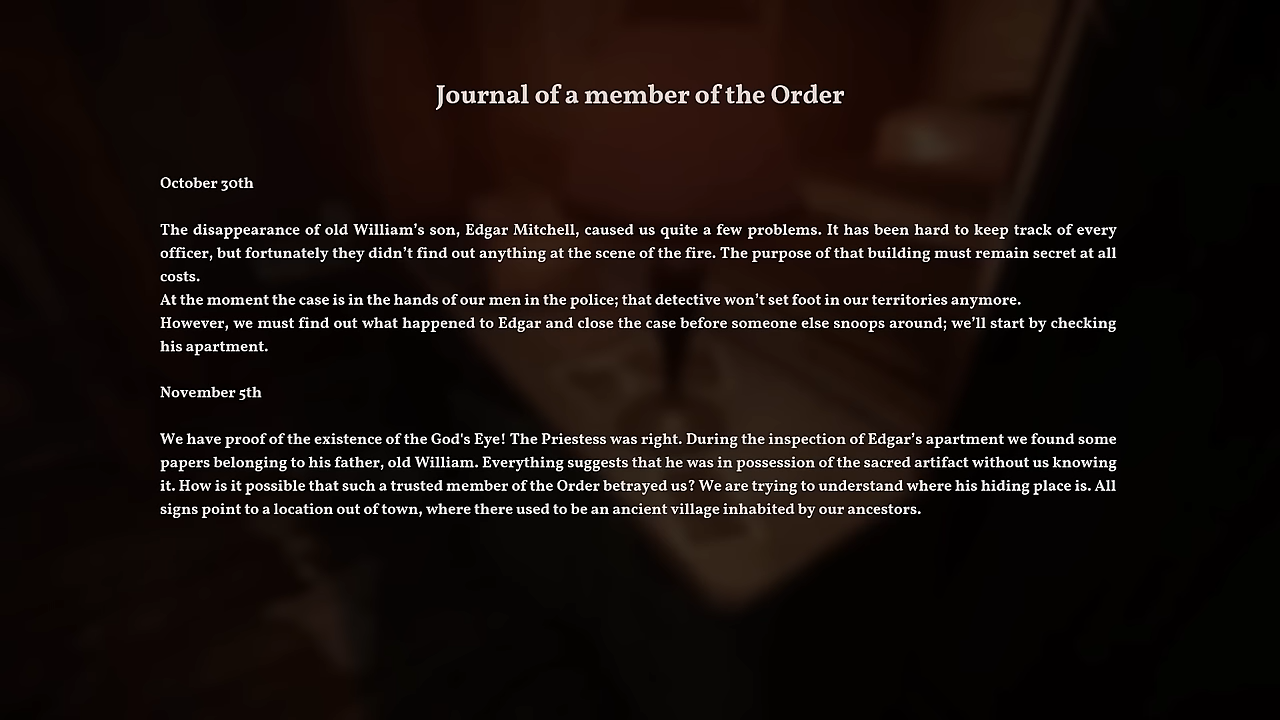 Journal of a member of the Order
October 30th
The disappearance of old William’s son, Edgar Mitchell, caused us quite a few problems. It has been hard to keep track of every
officer, but fortunately they didn’t find out anything at the scene of the fire. The purpose of that building must remain secret at all
costs.
At the moment the case is in the hands of our men in the police; that detective won’t set foot in our territories anymore.
However, we must find out what happened to Edgar and close the case before someone else snoops around; we’ll start by checking
his apartment.
November 5th
We have proof of the existence of the God's Eye! The Priestess was right. During the inspection of Edgar’s apartment we found some
papers belonging to his father, old William. Everything suggests that he was in possession of the sacred artifact without us knowing
it. How is it possible that such a trusted member of the Order betrayed us? We are trying to understand where his hiding place is. All
signs point to a location out of town, where there used to be an ancient village inhabited by our ancestors.